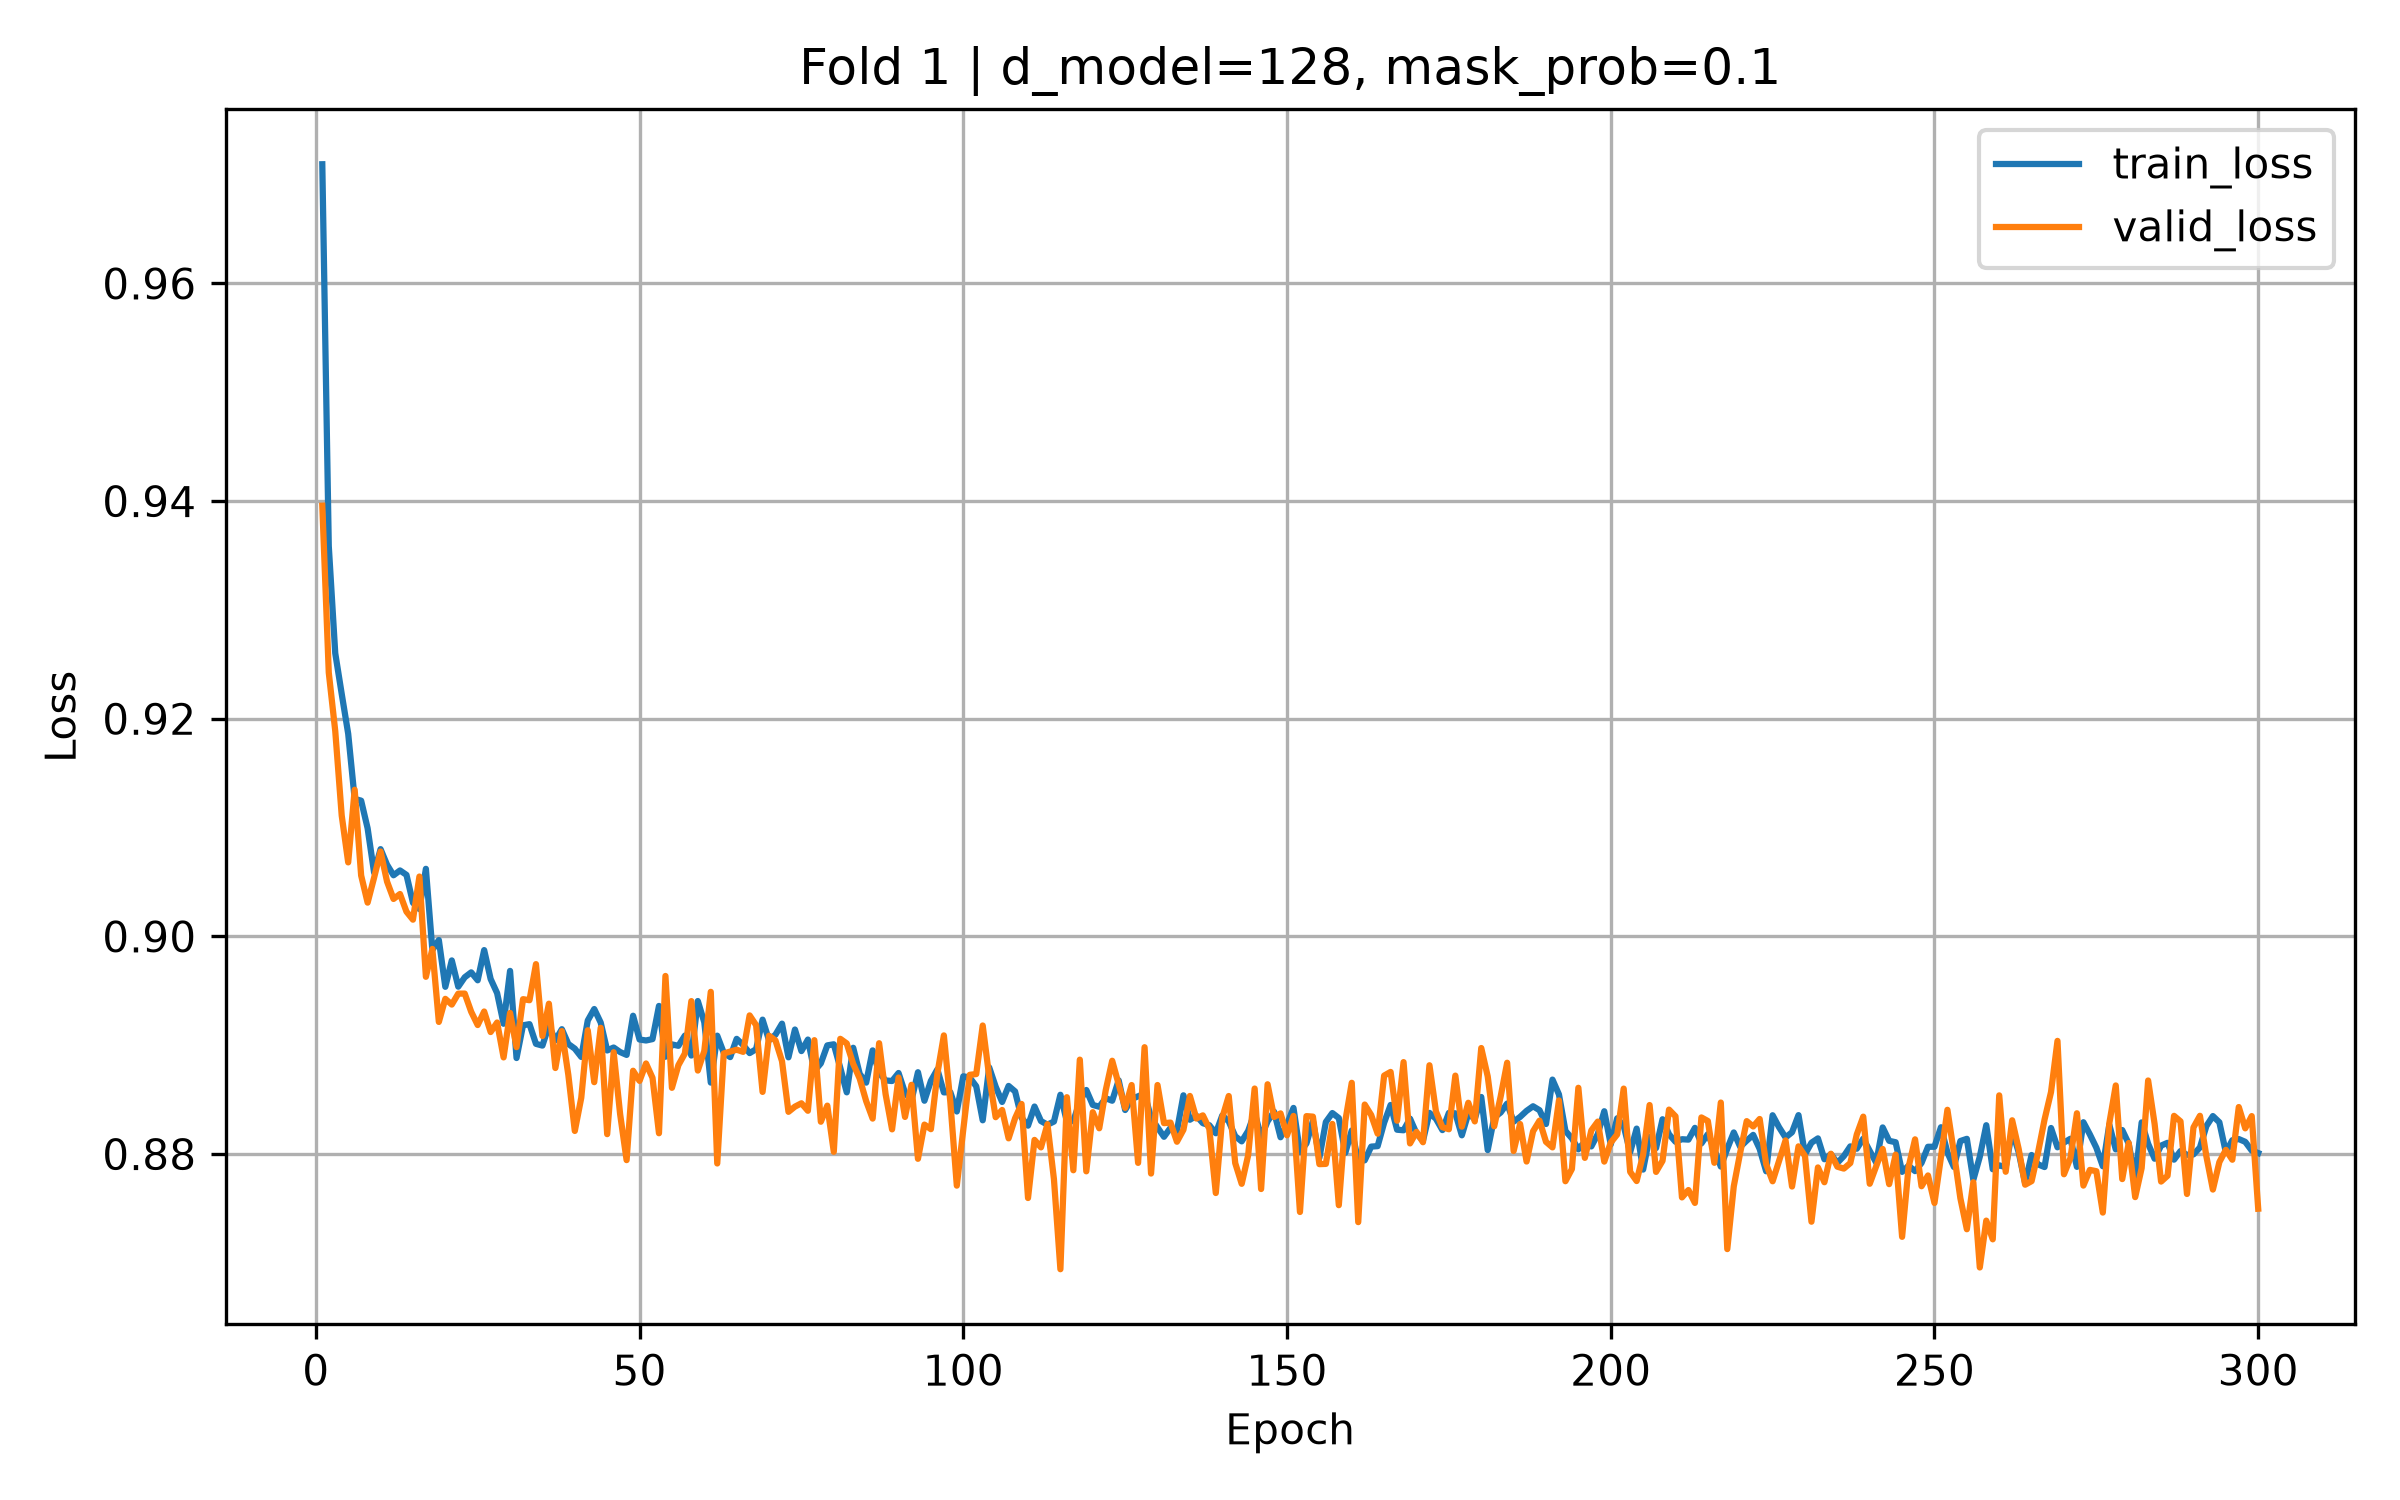 Fold 1 | d_model=128, mask_prob=0.1
train_loss
valid_loss
0.96
0.94
0.92
0.90
0.88
Loss
0 50 100 150 200 250 300
Epoch